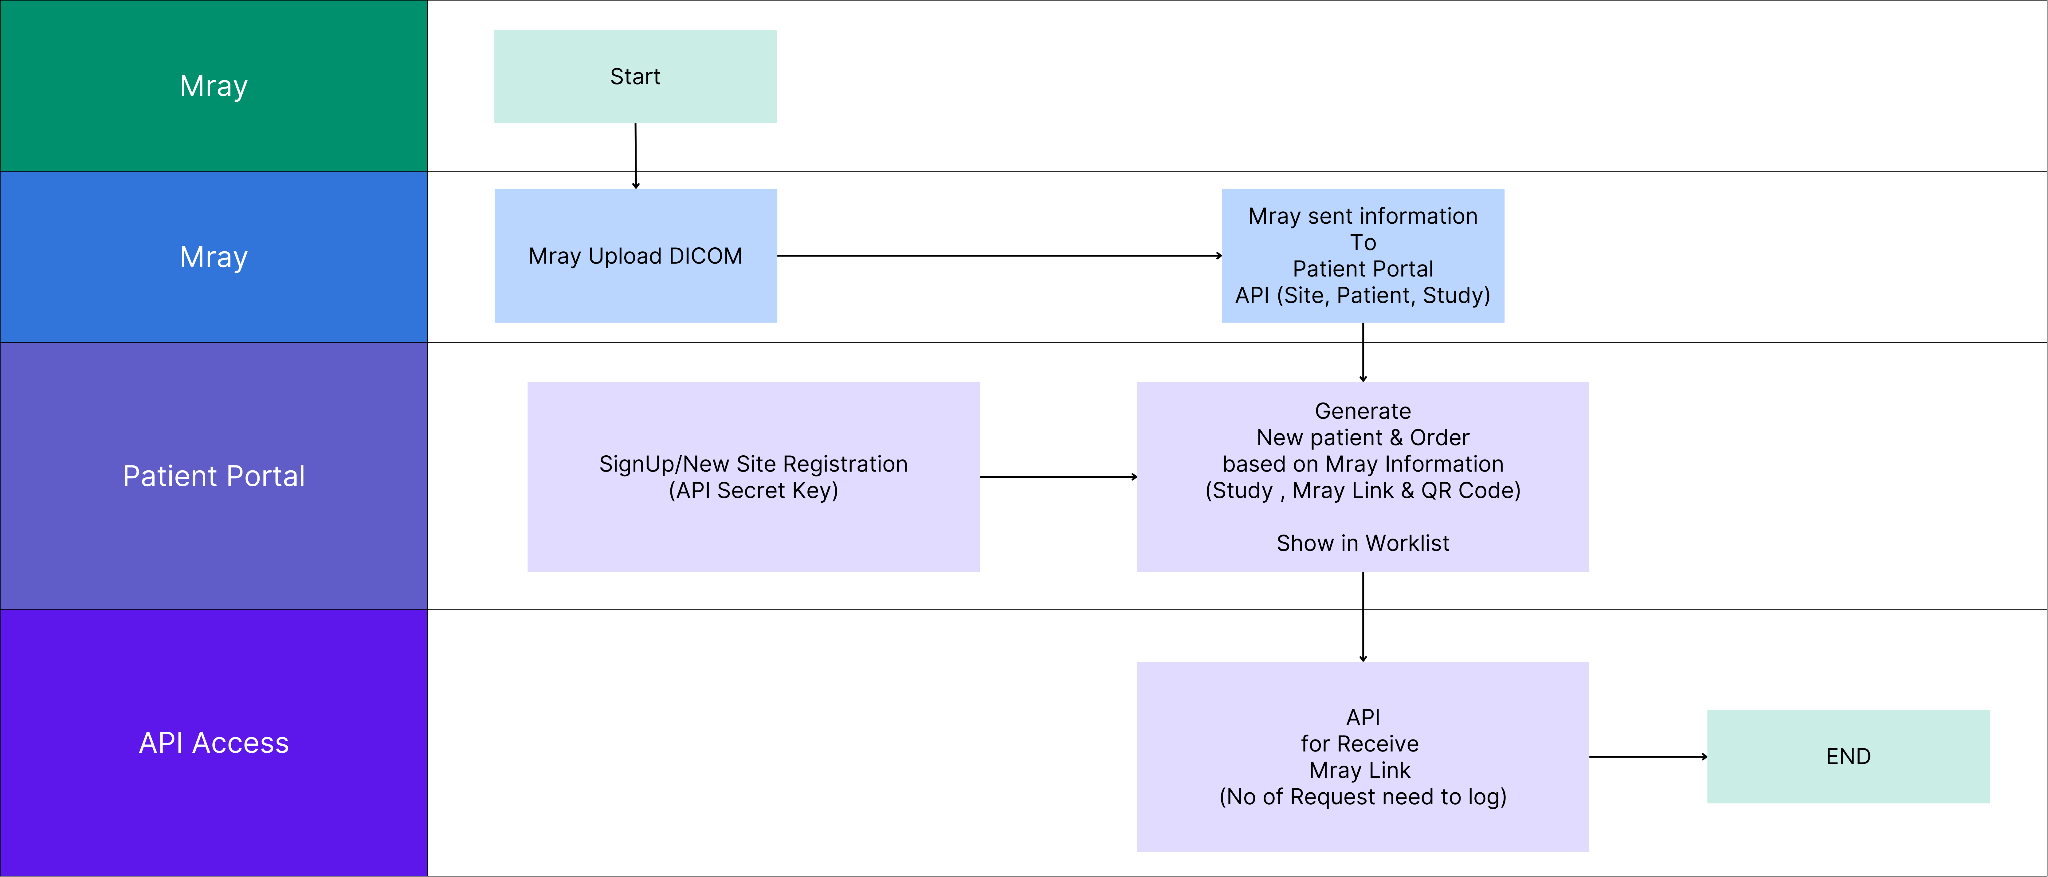 Mray
Start
Mray
Mray Upload DICOM
Mray sent information
To
Patient Portal
API (Site, Patient, Study)
Patient Portal
SignUp/New Site Registration
(API Secret Key)
Generate
New patient & Order
based on Mray Information
(Study , Mray Link & QR Code)
Show in Worklist
API Access
API
for Receive
Mray Link
(No of Request need to log)
END